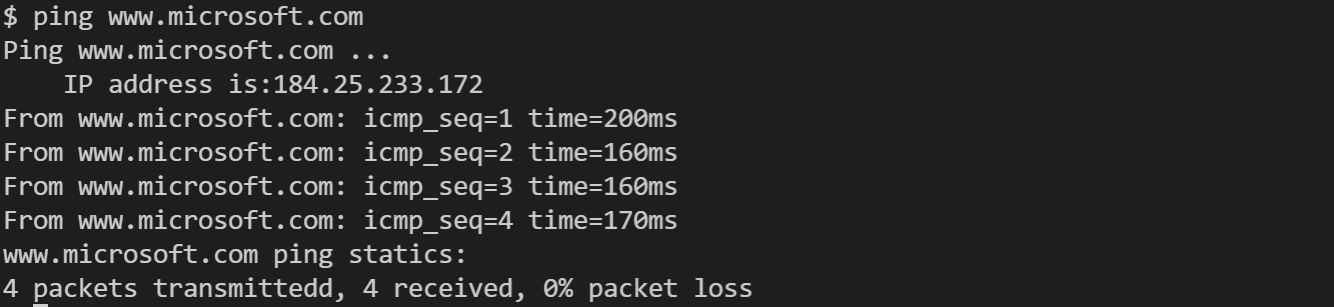 $ ping www.microsoft.com
Ping www.microsoft.com ...
    IP address is:184.25.233.172
From www.microsoft.com: icmp_seq=1 time=200ms
From www.microsoft.com: icmp_seq=2 time=160ms
From www.microsoft.com: icmp_seq=3 time=160ms
From www.microsoft.com: icmp_seq=4 time=170ms
www.microsoft.com ping statics:
4 packets transmittedd, 4 received, 0% packet loss